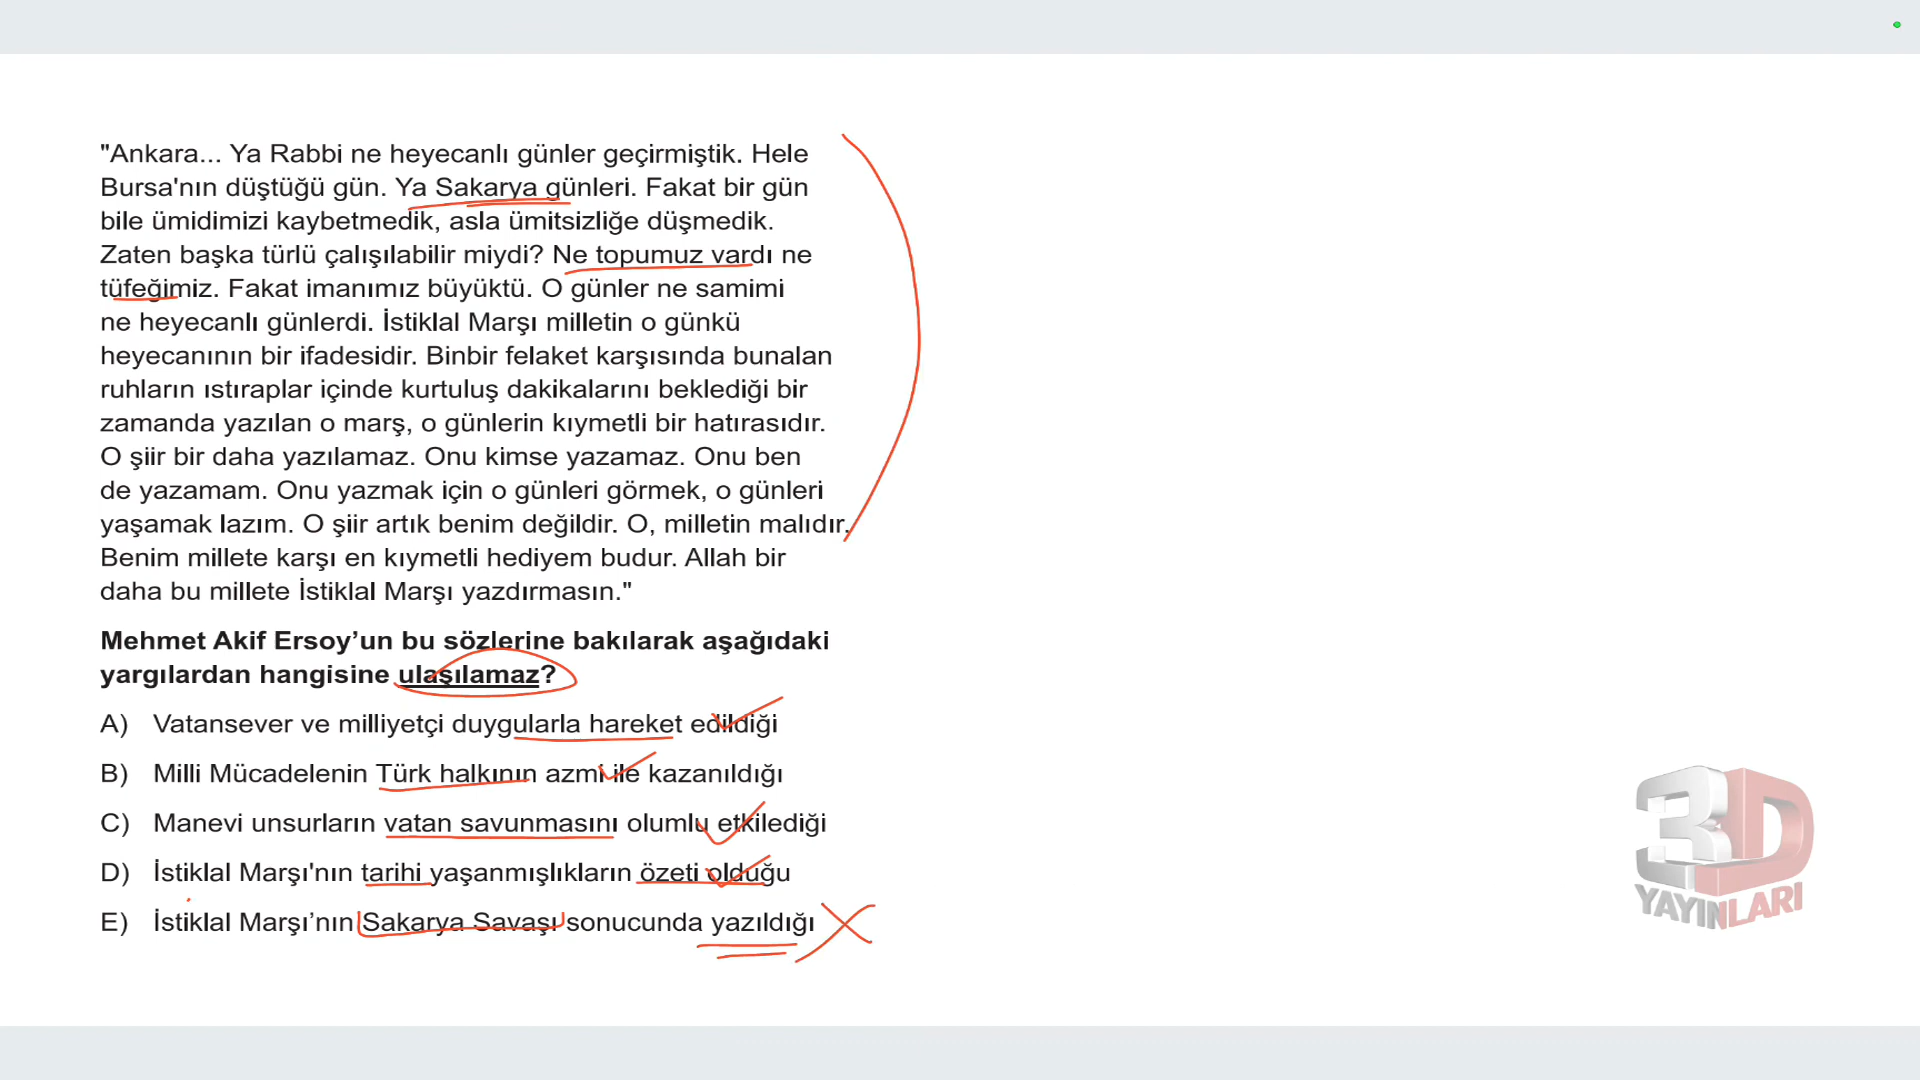 "Ankara... Ya Rabbi ne heyecanlı günler geçirmiştik. Hele
Bursa'nın düştüğü gün. Ya Sakarya günleri. Fakat bir gün
bile ümidimizi kaybetmedik, asla ümitsizliğe düşmedik.
Zaten başka türlü çalışılabilir miydi? Ne topumuz vardı ne
tüfeğimiz. Fakat imanımız büyüktü. O günler ne samimi
ne heyecanlı günlerdi. İstiklal Marşı milletin o günkü
heyecanının bir ifadesidir. Binbir felaket karşısında bunalan
ruhların ıstıraplar içinde kurtuluş dakikalarını beklediği bir
zamanda yazılan o marş, o günlerin kıymetli bir hatırasıdır.
O şiir bir daha yazılamaz. Onu kimse yazamaz. Onu ben
de yazamam. Onu yazmak için o günleri görmek, o günleri
yaşamak lazım. O şiir artık benim değildir. O, milletin malıdır.
Benim millete karşı en kıymetli hediyem budur. Allah bir
daha bu millete İstiklal Marşı yazdırmasın."
Mehmet Akif Ersoy’un bu sözlerine bakılarak aşağıdaki
yargılardan hangisine ulaşılamaz?
A) Vatansever ve milliyetçi duygularla hareket edildiği
B) Milli Mücadelenin Türk halkının azmi ile kazanıldığı
C) Manevi unsurların vatan savunmasını olumlu etkilediği
D) İstiklal Marşı'nın tarihi yaşanmışlıkların özeti olduğu
E) İstiklal Marşı’nın Sakarya Savaşı sonucunda yazıldığı
3D
YAYINLARI